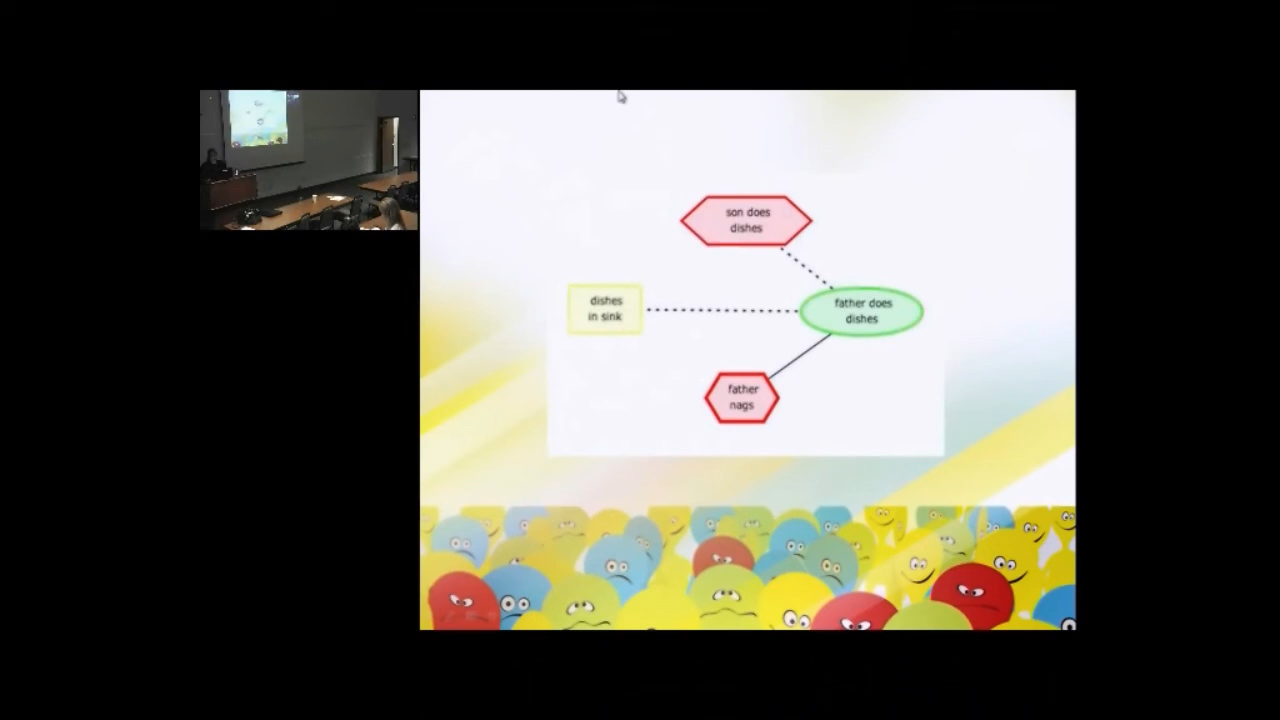 son does
dishes
dishes
in sink
father does
dishes
father
nags